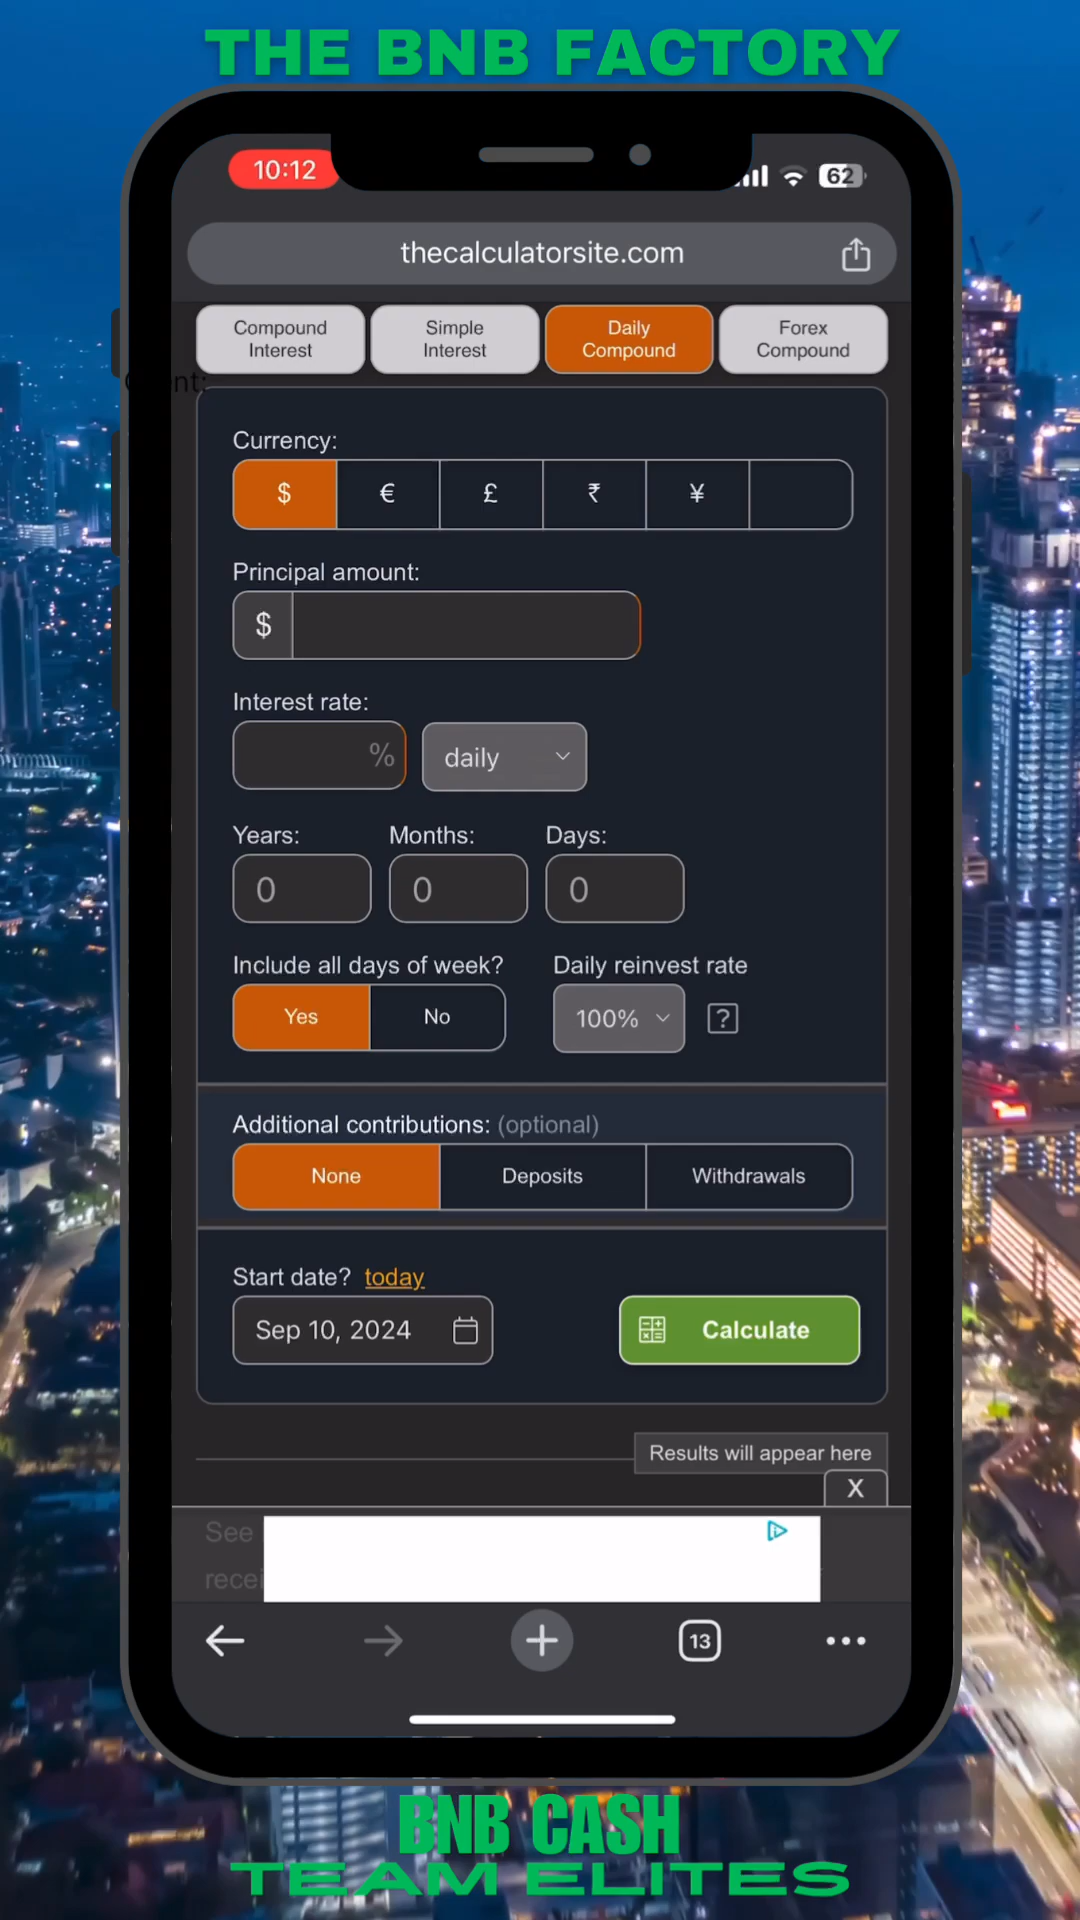 THE BNB FACTORY
10:12
62
thecalculatorsite.com
Compound Interest
Simple Interest
Daily Compound
Forex Compound
Currency:
$ € £ ₹ ¥
Principal amount:
$
Interest rate:
% daily
Years: Months: Days:
0 0 0
Include all days of week? Daily reinvest rate
Yes No 100% ?
Additional contributions: (optional)
None Deposits Withdrawals
Start date? today
Sep 10, 2024 Calculate
Results will appear here
X
See
13
BNB CASH
TEAM ELITES